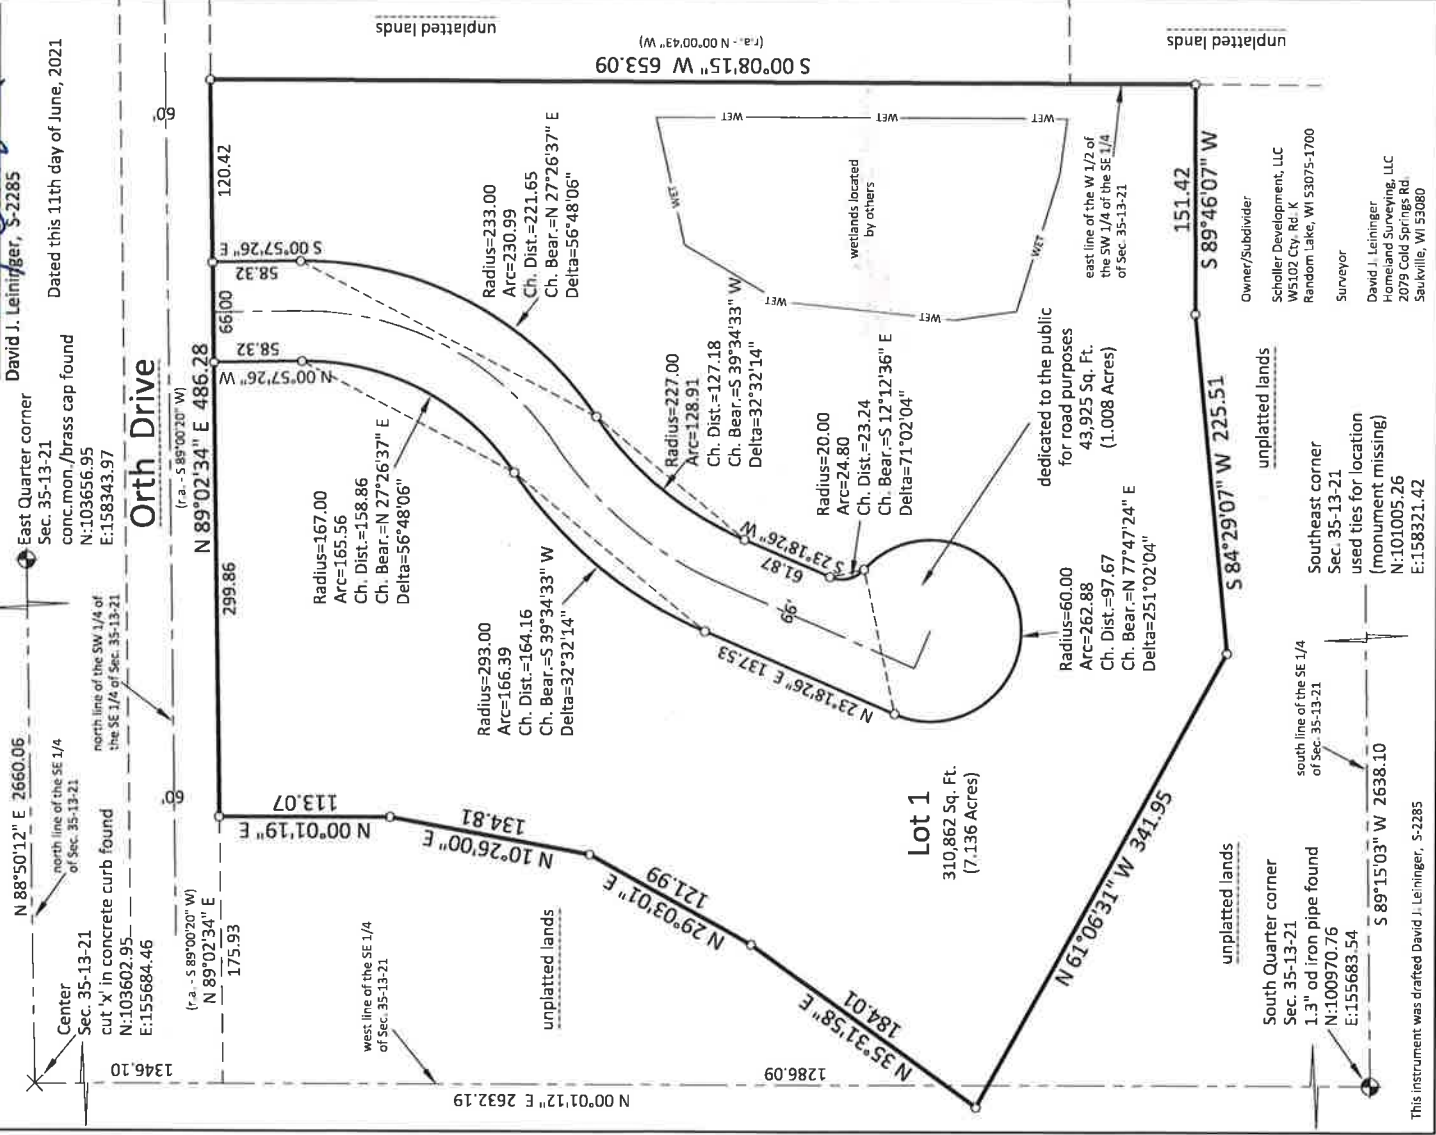 David J. Leininger, S-2285
Dated this 11th day of June, 2021
East Quarter corner
Sec. 35-13-21
conc.mon./brass cap found
N:103656.95
E:158343.97
N 88°50'12" E 2660.06
north line of the SE 1/4
of Sec. 35-13-21
Center
Sec. 35-13-21
cut 'x' in concrete curb found
N:103602.95
E:155684.46
north line of the SW 1/4 of
the SE 1/4 of Sec. 35-13-21
Orth Drive
60'
60'
(r.a. - S 89°00'20" W)
N 89°02'34" E 486.28
299.86
66.00
120.42
(r.a. - S 89°00'20" W)
N 89°02'34" E
175.93
1346.10
N 00°01'12" E 2632.19
1286.09
west line of the SE 1/4
of Sec. 35-13-21
unplatted lands
N 00°01'19" E
113.07
N 10°26'00" E
134.81
N 29°03'01" E
121.99
N 35°31'58" E
184.01
N 00°57'26" W
58.32
S 00°57'26" E
58.32
Radius=167.00
Arc=165.56
Ch. Dist.=158.86
Ch. Bear.=N 27°26'37" E
Delta=56°48'06"
Radius=233.00
Arc=230.99
Ch. Dist.=221.65
Ch. Bear.=N 27°26'37" E
Delta=56°48'06"
Radius=293.00
Arc=166.39
Ch. Dist.=164.16
Ch. Bear.=S 39°34'33" W
Delta=32°32'14"
Radius=227.00
Arc=128.91
Ch. Dist.=127.18
Ch. Bear.=S 39°34'33" W
Delta=32°32'14"
N 23°18'26" E 137.53
S 23°18'26" W
61.87
66'
Radius=20.00
Arc=24.80
Ch. Dist.=23.24
Ch. Bear.=S 12°12'36" E
Delta=71°02'04"
Radius=60.00
Arc=262.88
Ch. Dist.=97.67
Ch. Bear.=N 77°47'24" E
Delta=251°02'04"
dedicated to the public
for road purposes
43,925 Sq. Ft.
(1.008 Acres)
Lot 1
310,862 Sq. Ft.
(7.136 Acres)
wetlands located
by others
WET
WET
WET
WET
WET
WET
WET
unplatted lands
(r.a. - N 00°00'43" W)
S 00°08'15" W 653.09
unplatted lands
east line of the W 1/2 of
the SW 1/4 of the SE 1/4
of Sec. 35-13-21
151.42
S 89°46'07" W
S 84°29'07" W 225.51
unplatted lands
N 61°06'31" W 341.95
unplatted lands
Owner/Subdivider
Scholler Development, LLC
W5102 Cty. Rd. K
Random Lake, WI 53075-1700
Surveyor
David J. Leininger
Homeland Surveying, LLC
2079 Cold Springs Rd.
Saukville, WI 53080
Southeast corner
Sec. 35-13-21
used ties for location
(monument missing)
N:101005.26
E:158321.42
south line of the SE 1/4
of Sec. 35-13-21
S 89°15'03" W 2638.10
South Quarter corner
Sec. 35-13-21
1.3" od iron pipe found
N:100970.76
E:155683.54
This instrument was drafted David J. Leininger, S-2285